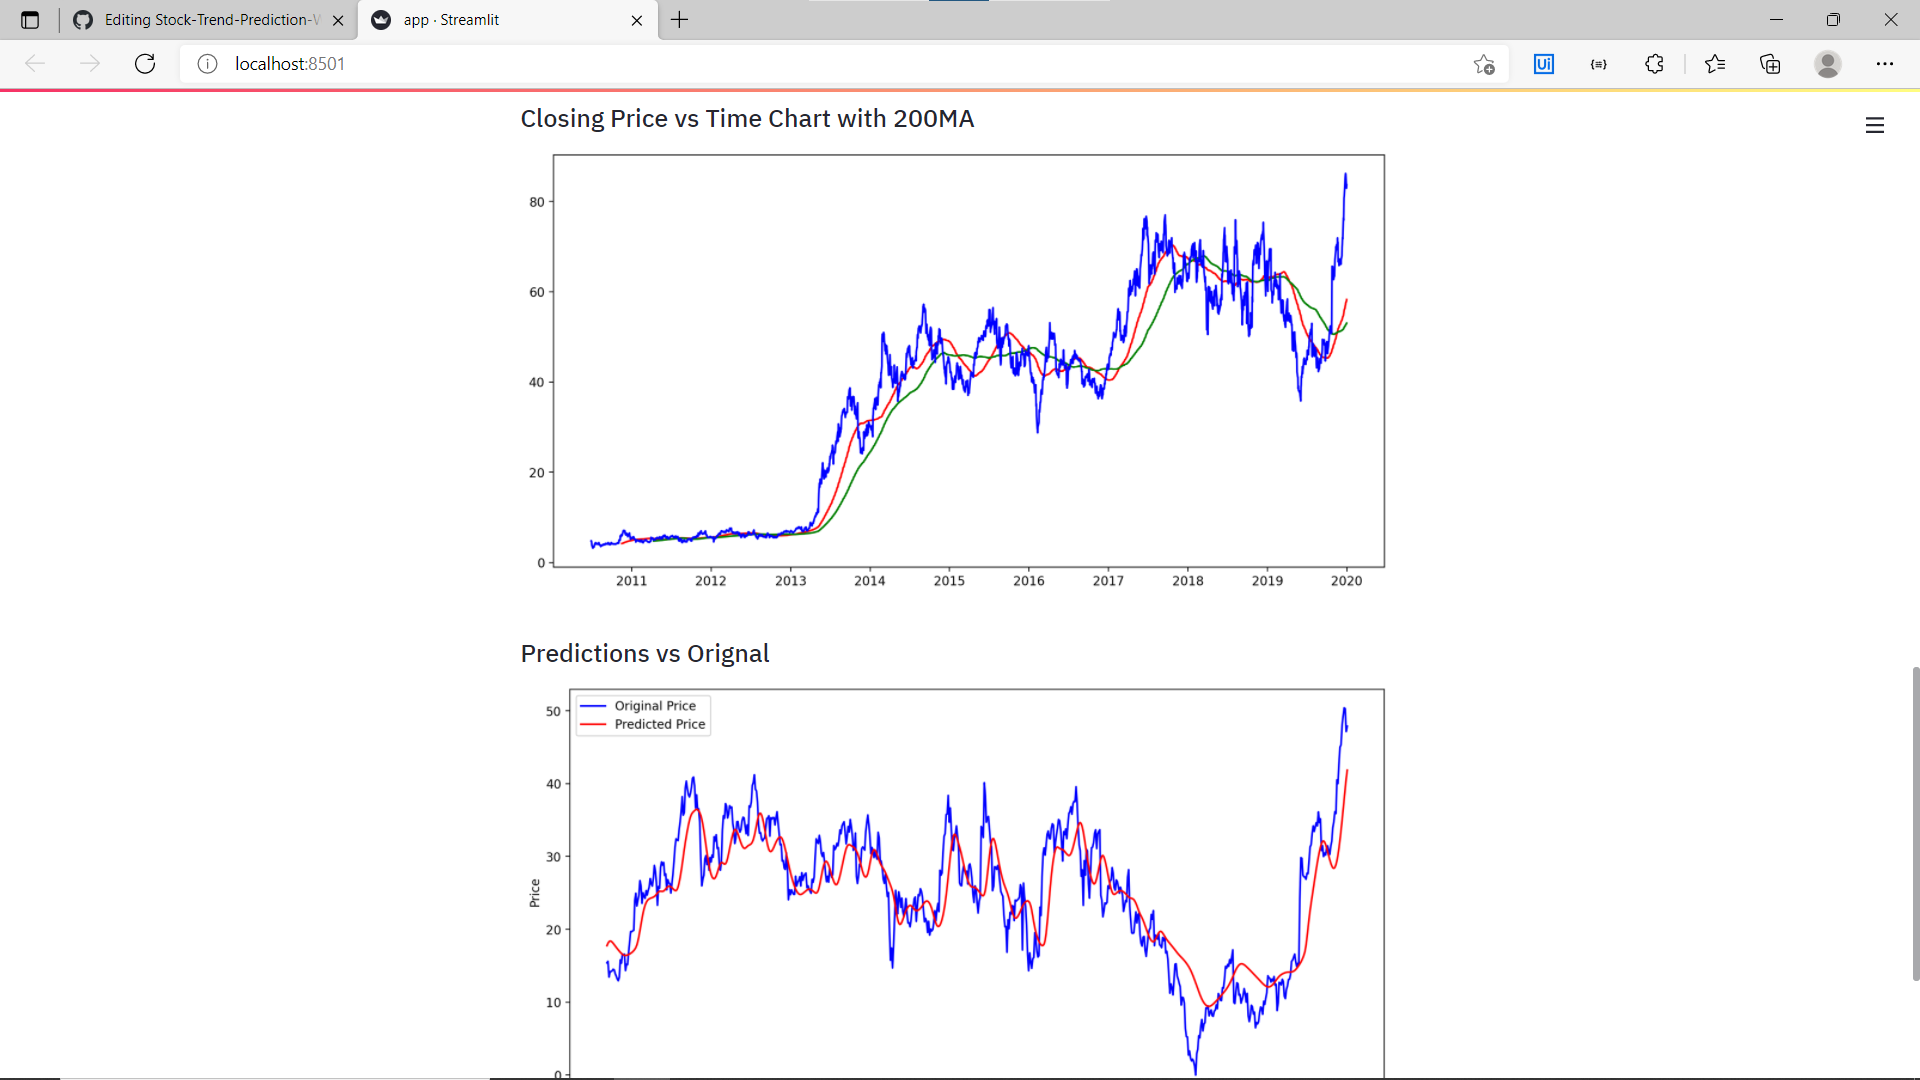 Editing Stock-Trend-Prediction-
app · Streamlit
localhost:8501
Ui
Closing Price vs Time Chart with 200MA
80
60
40
20
0
2011 2012 2013 2014 2015 2016 2017 2018 2019 2020
Predictions vs Orignal
Original Price
Predicted Price
50
40
30
20
10
0
Price